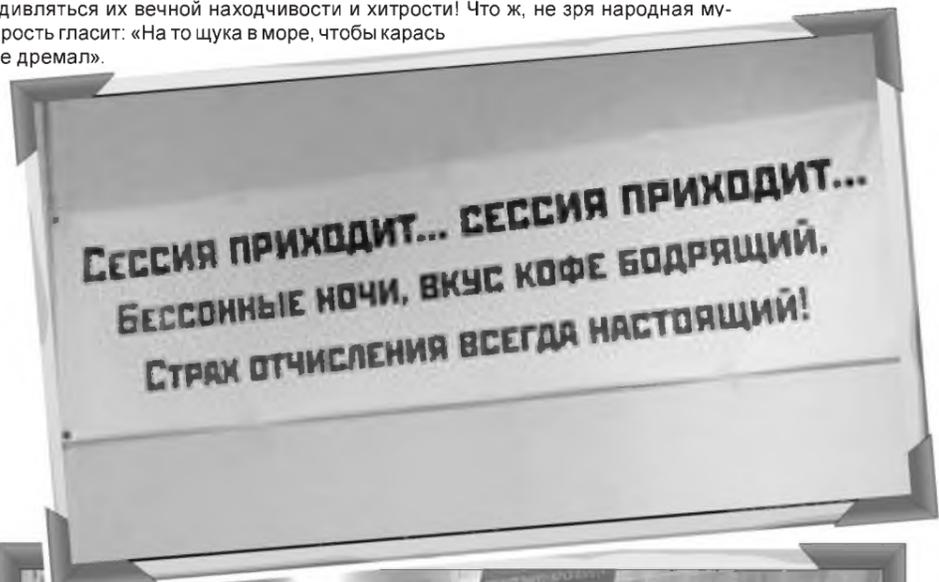 дивляться их вечной находчивости и хитрости! Что ж, не зря народная му-
рость гласит: «На то щука в море, чтобы карась
е дремал».
Сессия приходит... сессия приходит...
Бессонные ночи, вкус кофе бодрящий,
Страх отчисления всегда настоящий!